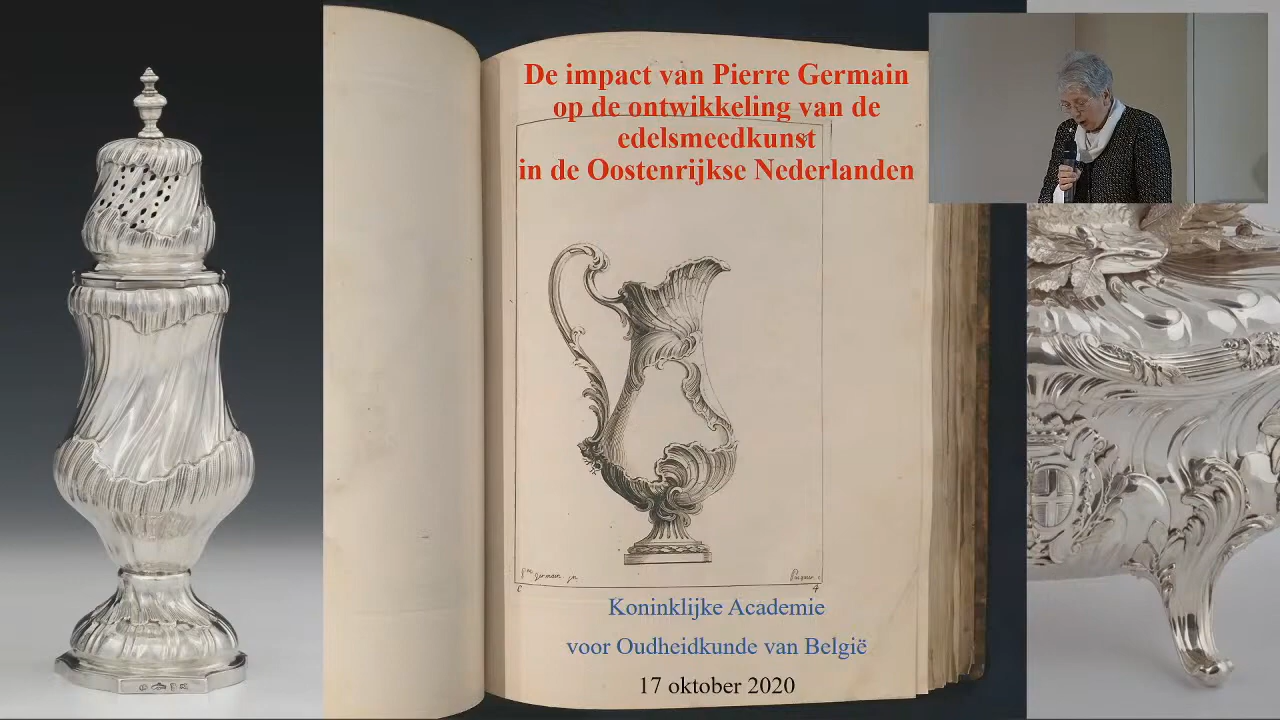 De impact van Pierre Germain
op de ontwikkeling van de
edelsmeedkunst
in de Oostenrijkse Nederlanden
germain
Koninklijke Academie
voor Oudheidkunde van België
17 oktober 2020